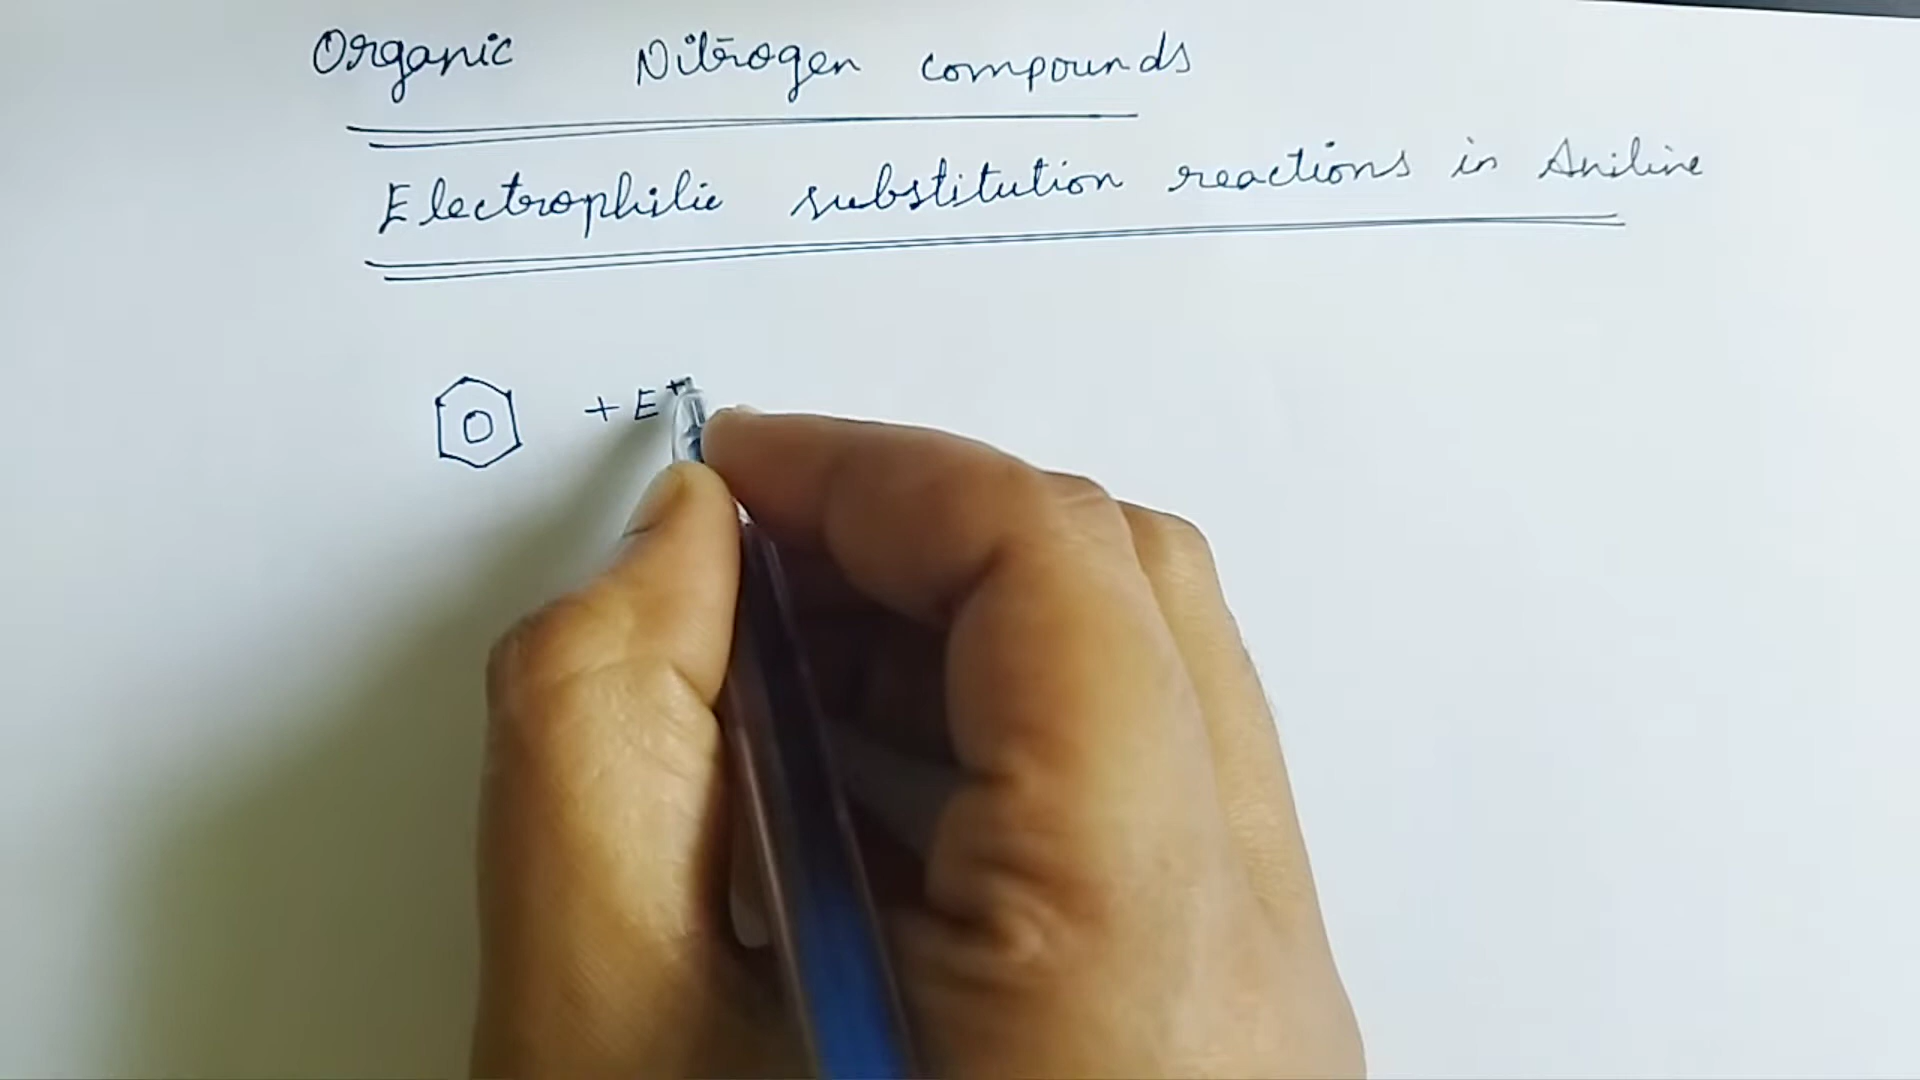 Organic Nitrogen compounds
Electrophilic substitution reactions in Aniline
+ E⁺